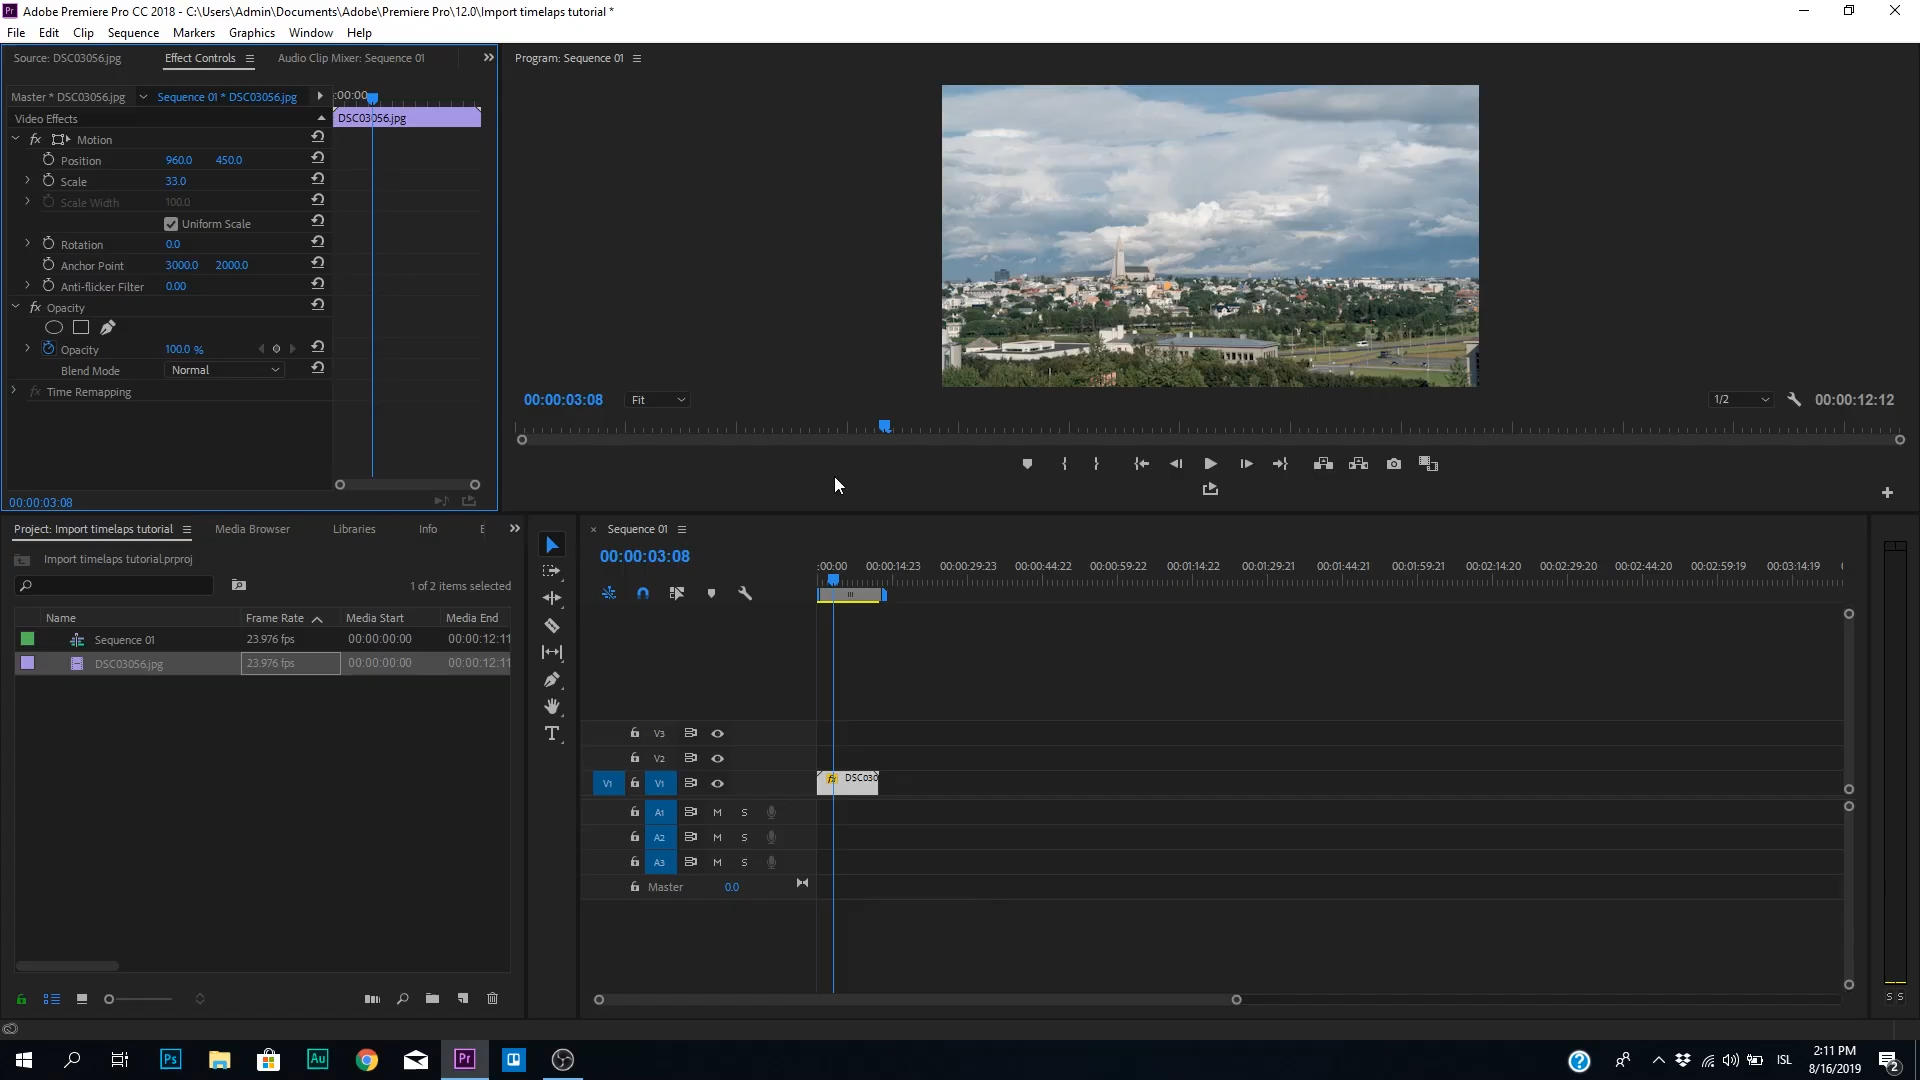 Adobe Premiere Pro CC 2018 - C:\Users\Admin\Documents\Adobe\Premiere Pro\12.0\Import timelaps tutorial *
File Edit Clip Sequence Markers Graphics Window Help
Source: DSC03056.jpg Effect Controls Audio Clip Mixer: Sequence 01
Program: Sequence 01
Master * DSC03056.jpg Sequence 01 * DSC03056.jpg :00:00
Video Effects DSC03056.jpg
fx Motion
Position 960.0 450.0
Scale 33.0
Scale Width 100.0
Uniform Scale
Rotation 0.0
Anchor Point 3000.0 2000.0
Anti-flicker Filter 0.00
fx Opacity
Opacity 100.0 %
Blend Mode Normal
fx Time Remapping
00:00:03:08
00:00:03:08 Fit 1/2 00:00:12:12
Project: Import timelaps tutorial Media Browser Libraries Info E
Import timelaps tutorial.prproj
1 of 2 items selected
Name Frame Rate Media Start Media End
Sequence 01 23.976 fps 00:00:00:00 00:00:12:11
DSC03056.jpg 23.976 fps 00:00:00:00 00:00:12:11
× Sequence 01
00:00:03:08
:00:00 00:00:14:23 00:00:29:23 00:00:44:22 00:00:59:22 00:01:14:22 00:01:29:21 00:01:44:21 00:01:59:21 00:02:14:20 00:02:29:20 00:02:44:20 00:02:59:19 00:03:14:19
T
V3
V2
V1 V1 fx DSC030
A1 M S
A2 M S
A3 M S
Master 0.0
S S
Ps Au Pr ? ISL
2:11 PM
8/16/2019
2